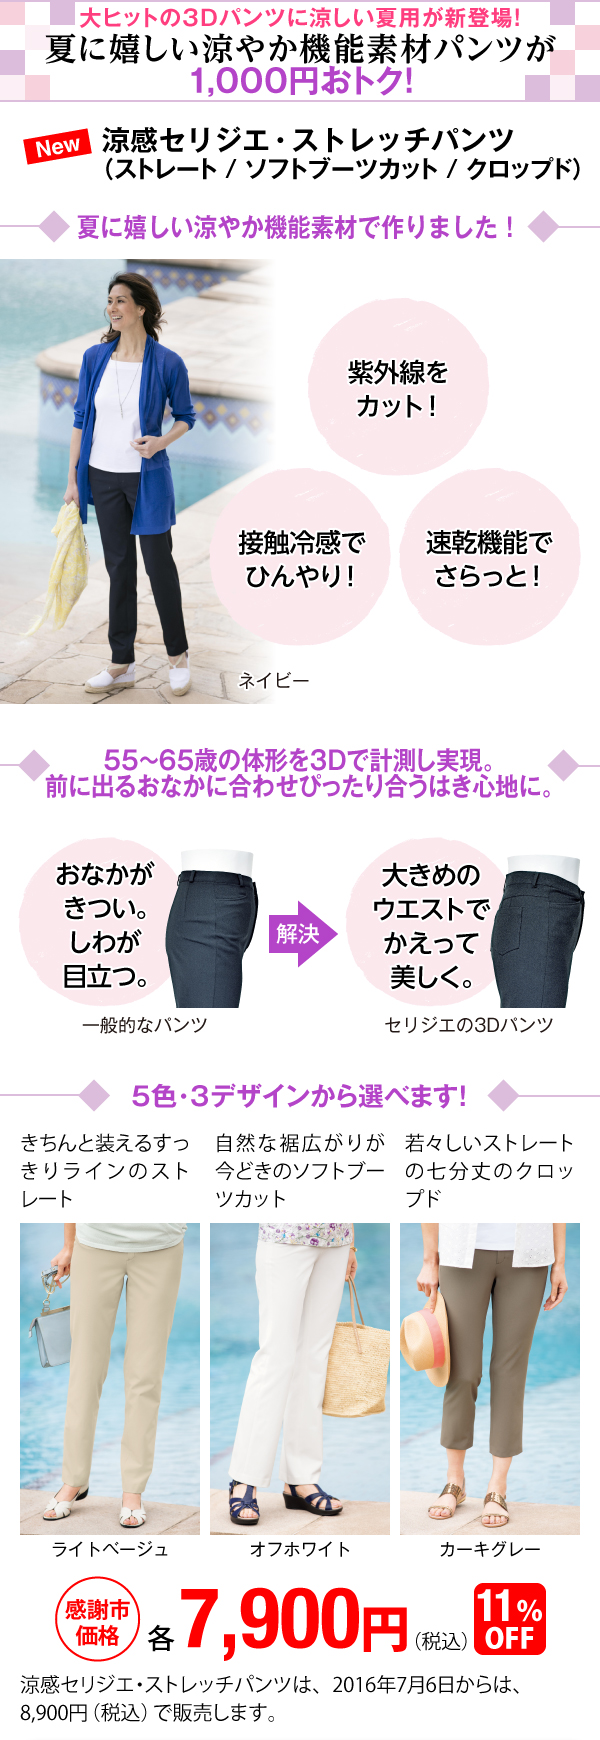 大ヒットの3Dパンツに涼しい夏用が新登場!
夏に嬉しい涼やか機能素材パンツが
1,000円おトク!
New
涼感セリジエ・ストレッチパンツ
（ストレート / ソフトブーツカット / クロップド）
夏に嬉しい涼やか機能素材で作りました！
紫外線を
カット！
接触冷感で
ひんやり！
速乾機能で
さらっと！
ネイビー
55～65歳の体形を3Dで計測し実現。
前に出るおなかに合わせぴったり合うはき心地に。
おなかが
きつい。
しわが
目立つ。
解決
大きめの
ウエストで
かえって
美しく。
一般的なパンツ
セリジエの3Dパンツ
5色・3デザインから選べます!
きちんと装えるすっ
きりラインのスト
レート
自然な裾広がりが
今どきのソフトブー
ツカット
若々しいストレート
の七分丈のクロッ
プド
ライトベージュ
オフホワイト
カーキグレー
感謝市
価格
各7,900円（税込）
11%
OFF
涼感セリジエ・ストレッチパンツは、2016年7月6日からは、
8,900円（税込）で販売します。